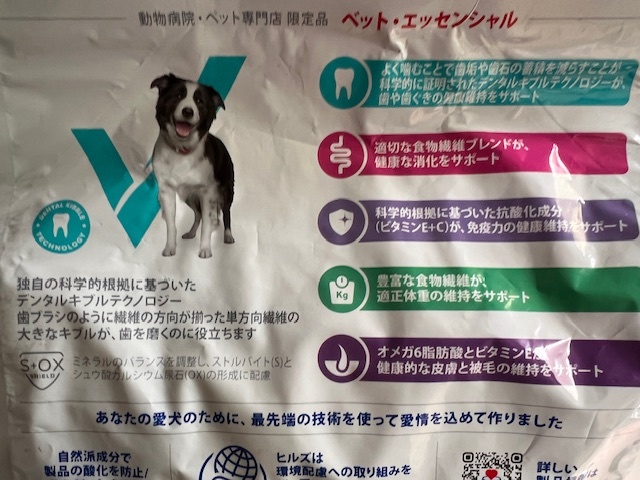 動物病院・ペット専門店 限定品 ベット・エッセンシャル
よく噛むことで歯垢や歯石の蓄積を減らすことが
科学的に証明されたデンタルキブルテクノロジーが、
歯や歯ぐきの健康維持をサポート
適切な食物繊維ブレンドが、
健康な消化をサポート
科学的根拠に基づいた抗酸化成分
(ビタミンE+C)が、免疫力の健康維持をサポート
DENTAL KIBBLE
TECHNOLOGY
Kg
豊富な食物繊維が、
適正体重の維持をサポート
独自の科学的根拠に基づいた
デンタルキブルテクノロジー
歯ブラシのように繊維の方向が揃った単方向繊維の
大きなキブルが、歯を磨くのに役立ちます
オメガ6脂肪酸とビタミンEが、
健康的な皮膚と被毛の維持をサポート
S+OX
SHIELD
ミネラルのバランスを調整し、ストルバイト(S)と
シュウ酸カルシウム尿石(OX)の形成に配慮
あなたの愛犬のために、最先端の技術を使って愛情を込めて作りました
自然派成分で
製品の酸化を防止/
ヒルズは
環境配慮への取り組みを
詳しい